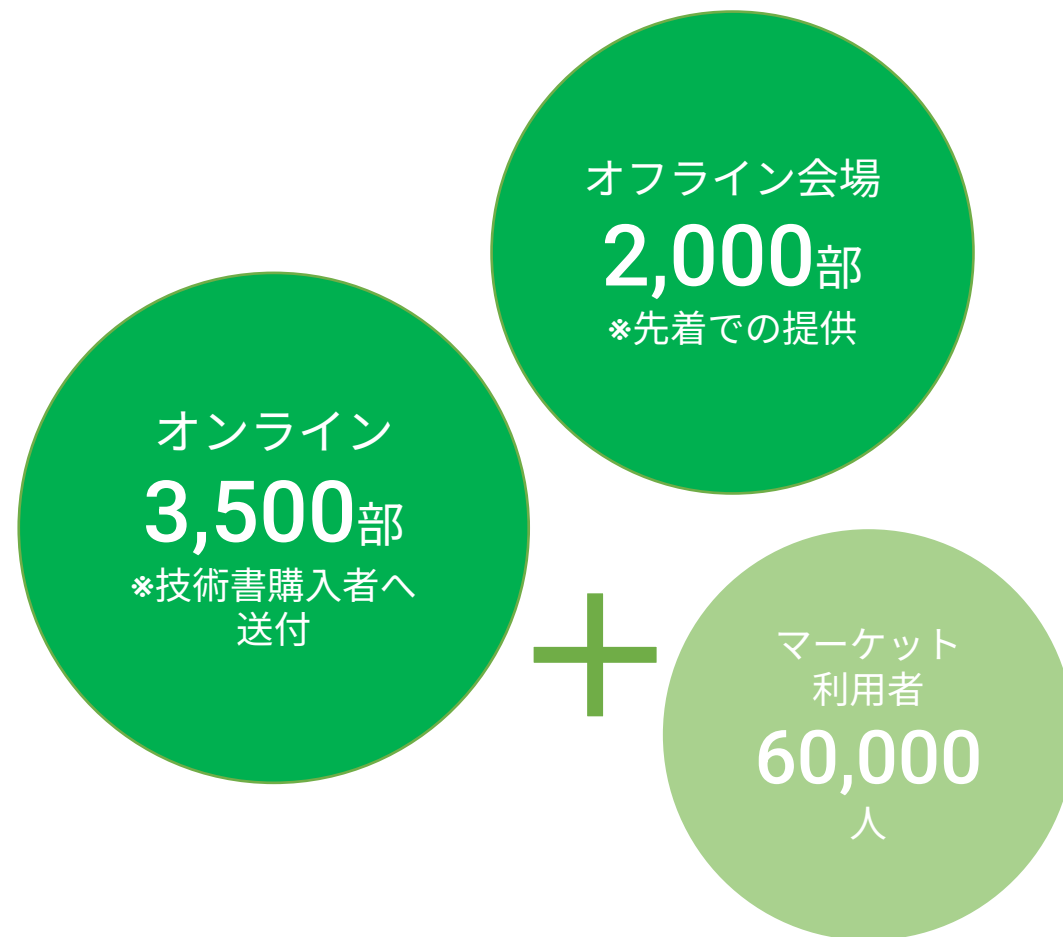 オフライン会場
2,000部
※先着での提供
オンライン
3,500部
※技術書購入者へ
送付
マーケット
利用者
60,000
人